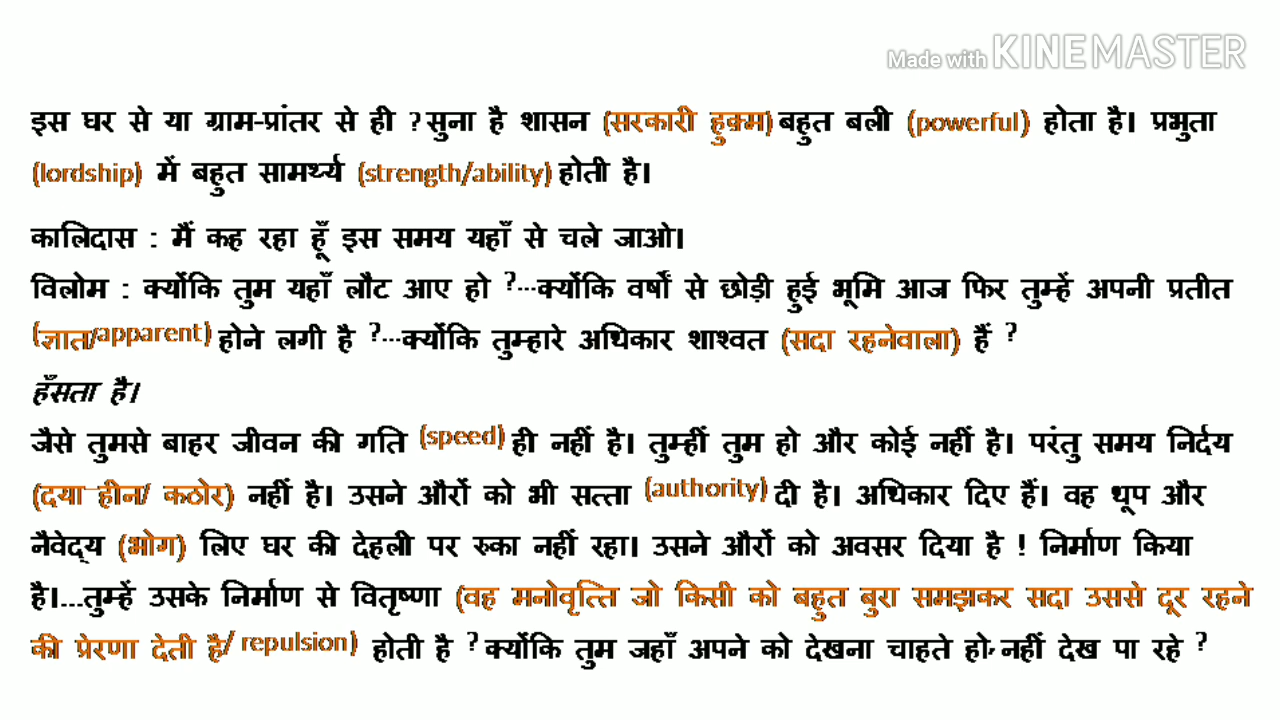 Made with KINEMASTER
इस घर से या ग्राम-प्रांतर से ही ? सुना है शासन (सरकारी हुक्म) बहुत बली (powerful) होता है। प्रभुता
(lordship) में बहुत सामर्थ्य (strength/ability) होती है।
कालिदास : मैं कह रहा हूँ इस समय यहाँ से चले जाओ।
विलोम : क्योंकि तुम यहाँ लौट आए हो ?...क्योंकि वर्षों से छोड़ी हुई भूमि आज फिर तुम्हें अपनी प्रतीत
(ज्ञात/apparent) होने लगी है ?...क्योंकि तुम्हारे अधिकार शाश्वत (सदा रहनेवाला) हैं ?
हँसता है।
जैसे तुमसे बाहर जीवन की गति (speed) ही नहीं है। तुम्हीं तुम हो और कोई नहीं है। परंतु समय निर्दय
(दया हीन/ कठोर) नहीं है। उसने औरों को भी सत्ता (authority) दी है। अधिकार दिए हैं। वह धूप और
नैवेद्य (भोग) लिए घर की देहली पर रुका नहीं रहा। उसने औरों को अवसर दिया है ! निर्माण किया
है।...तुम्हें उसके निर्माण से वितृष्णा (वह मनोवृत्ति जो किसी को बहुत बुरा समझकर सदा उससे दूर रहने
की प्रेरणा देती है/ repulsion) होती है ? क्योंकि तुम जहाँ अपने को देखना चाहते हो, नहीं देख पा रहे ?